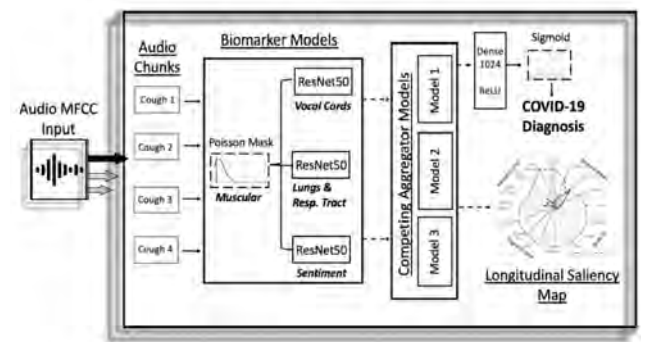 Audio MFCC
Input
Audio
Chunks
Cough 1
Cough 2
Cough 3
Cough 4
Biomarker Models
Poisson Mask
Muscular
ResNet50
Vocal Cords
ResNet50
Lungs &
Resp. Tract
ResNet50
Sentiment
Competing Aggregator Models
Model 1
Model 2
Model 3
Dense
1024
ReLU
Sigmoid
COVID-19
Diagnosis
Longitudinal Saliency
Map